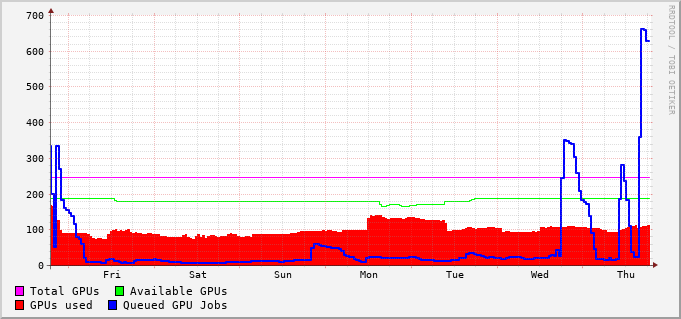 700
600
500
400
300
200
100
0
Fri Sat Sun Mon Tue Wed Thu
Total GPUs Available GPUs
GPUs used Queued GPU Jobs
RRDTOOL / TOBI OETIKER